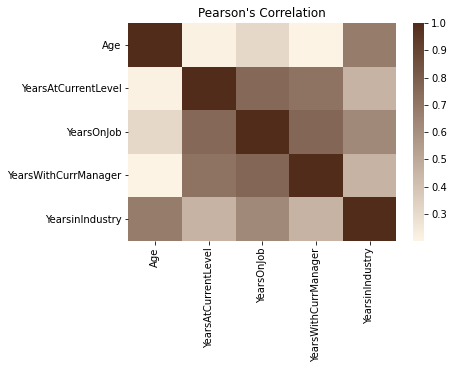 Pearson's Correlation
Age
YearsAtCurrentLevel
YearsOnJob
YearsWithCurrManager
YearsinIndustry
Age
YearsAtCurrentLevel
YearsOnJob
YearsWithCurrManager
YearsinIndustry
1.0
0.9
0.8
0.7
0.6
0.5
0.4
0.3